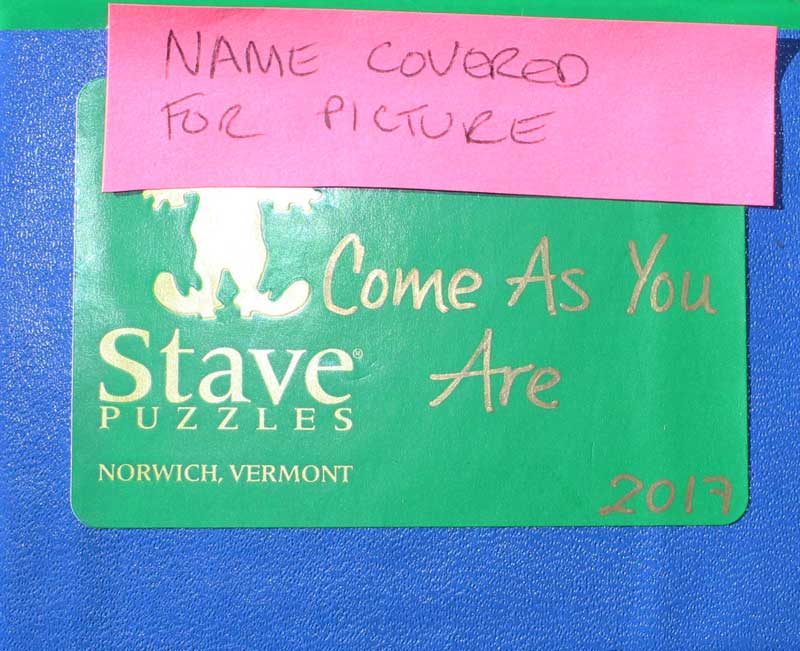 NAME COVERED
FOR PICTURE
Come As You
Are
Stave®
PUZZLES
NORWICH, VERMONT
2017